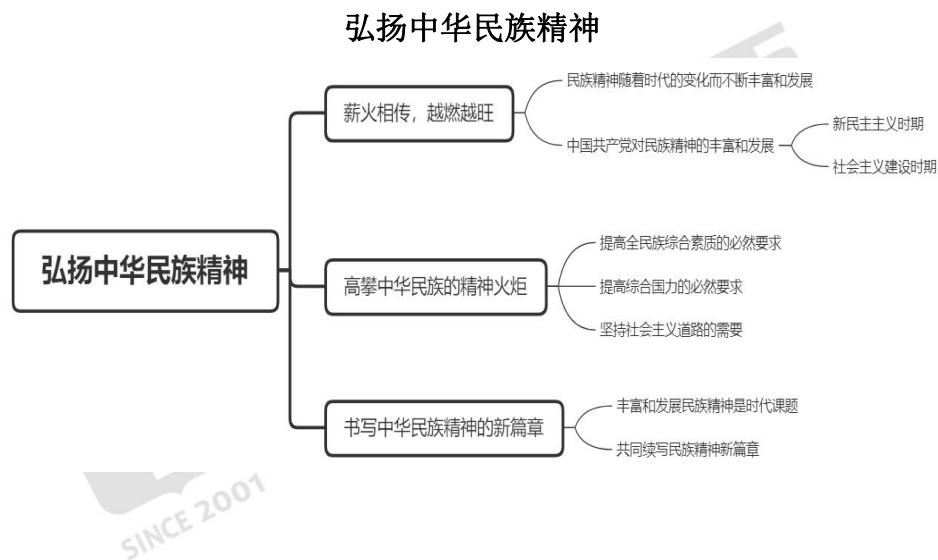 弘扬中华民族精神
民族精神随着时代的变化而不断丰富和发展
薪火相传，越燃越旺
中国共产党对民族精神的丰富和发展
新民主主义时期
社会主义建设时期
弘扬中华民族精神
高攀中华民族的精神火炬
提高全民族综合素质的必然要求
提高综合国力的必然要求
坚持社会主义道路的需要
书写中华民族精神的新篇章
丰富和发展民族精神是时代课题
共同续写民族精神新篇章
SINCE 2001